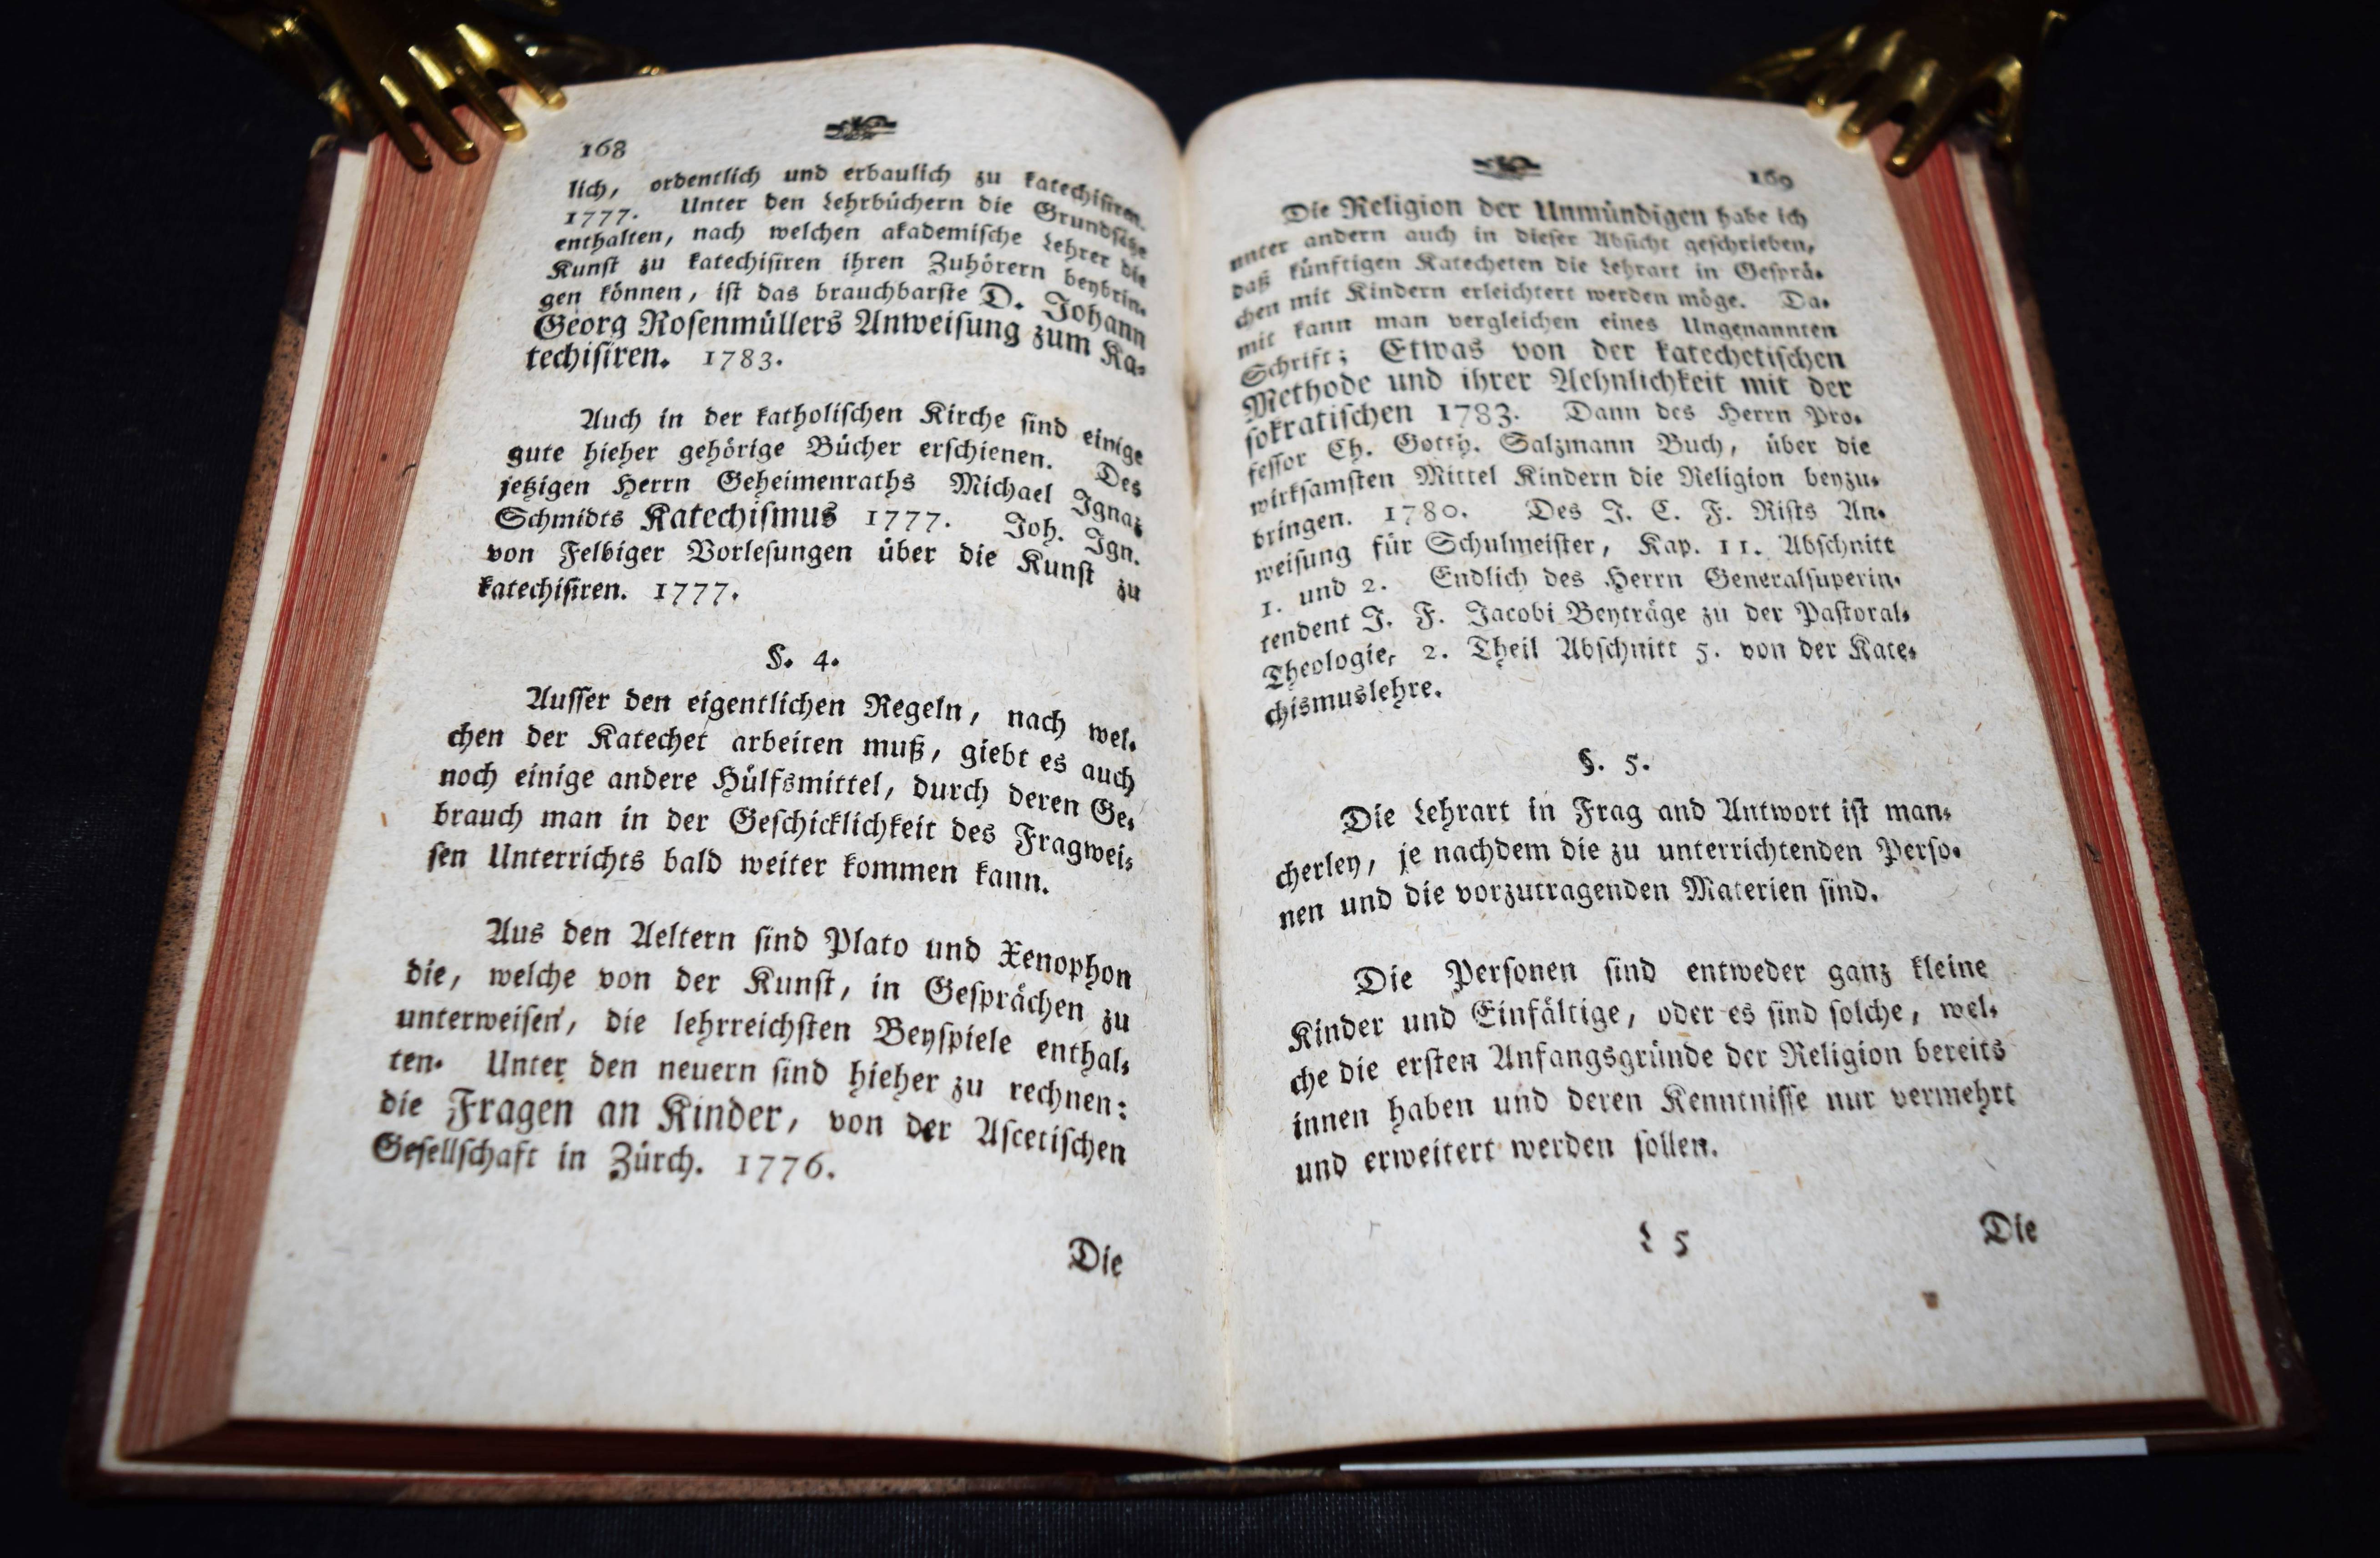 168
lich, ordentlich und erbaulich zu katechisiren.
1777. Unter den Lehrbüchern die Grundsätze
enthalten, nach welchen akademische Lehrer die
Kunst zu katechisiren ihren Zuhörern beybrin-
gen können, ist das brauchbarste D. Johann
Georg Rosenmüllers Anweisung zum Ka-
techisiren. 1783.
Auch in der katholischen Kirche sind einige
gute hieher gehörige Bücher erschienen. Des
jetzigen Herrn Geheimenraths Michael Ignaz
Schmidts Katechismus 1777. Joh. Ign.
von Felbiger Vorlesungen über die Kunst zu
katechisiren. 1777.
§. 4.
Ausser den eigentlichen Regeln, nach wel-
chen der Katechet arbeiten muß, giebt es auch
noch einige andere Hülfsmittel, durch deren Ge-
brauch man in der Geschicklichkeit des Fragwei-
sen Unterrichts bald weiter kommen kann.
Aus den Aeltern sind Plato und Xenophon
die, welche von der Kunst, in Gesprächen zu
unterweisen, die lehrreichsten Beyspiele enthal-
ten. Unter den neuern sind hieher zu rechnen:
die Fragen an Kinder, von der Ascetischen
Gesellschaft in Zürch. 1776.
Die
169
Die Religion der Unmündigen habe ich
unter andern auch in dieser Absicht geschrieben,
daß künftigen Katecheten die Lehrart in Gesprä-
chen mit Kindern erleichtert werden möge. Da-
mit kann man vergleichen eines Ungenannten
Schrift; Etwas von der katechetischen
Methode und ihrer Aehnlichkeit mit der
sokratischen 1783. Dann des Herrn Pro-
fessor Ch. Gotth. Salzmann Buch, über die
wirksamsten Mittel Kindern die Religion beyzu-
bringen. 1780. Des J. C. F. Rists An-
weisung für Schulmeister, Kap. 11. Abschnitt
1. und 2. Endlich des Herrn Generalsuperin-
tendent J. F. Jacobi Beyträge zu der Pastoral-
Theologie, 2. Theil Abschnitt 5. von der Kate-
chismuslehre.
§. 5.
Die Lehrart in Frag and Antwort ist man-
cherley, je nachdem die zu unterrichtenden Perso-
nen und die vorzutragenden Materien sind.
Die Personen sind entweder ganz kleine
Kinder und Einfältige, oder es sind solche, wel-
che die ersten Anfangsgründe der Religion bereits
innen haben und deren Kenntnisse nur vermehrt
und erweitert werden sollen.
L 5
Die